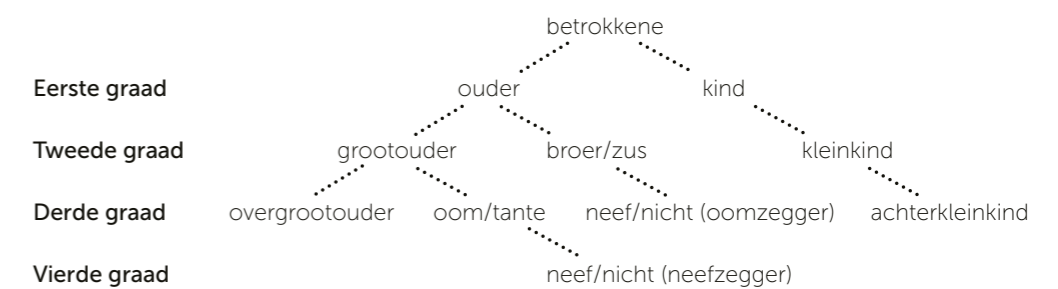 betrokkene
Eerste graad ouder kind
Tweede graad grootouder broer/zus kleinkind
Derde graad overgrootouder oom/tante neef/nicht (oomzegger) achterkleinkind
Vierde graad neef/nicht (neefzegger)